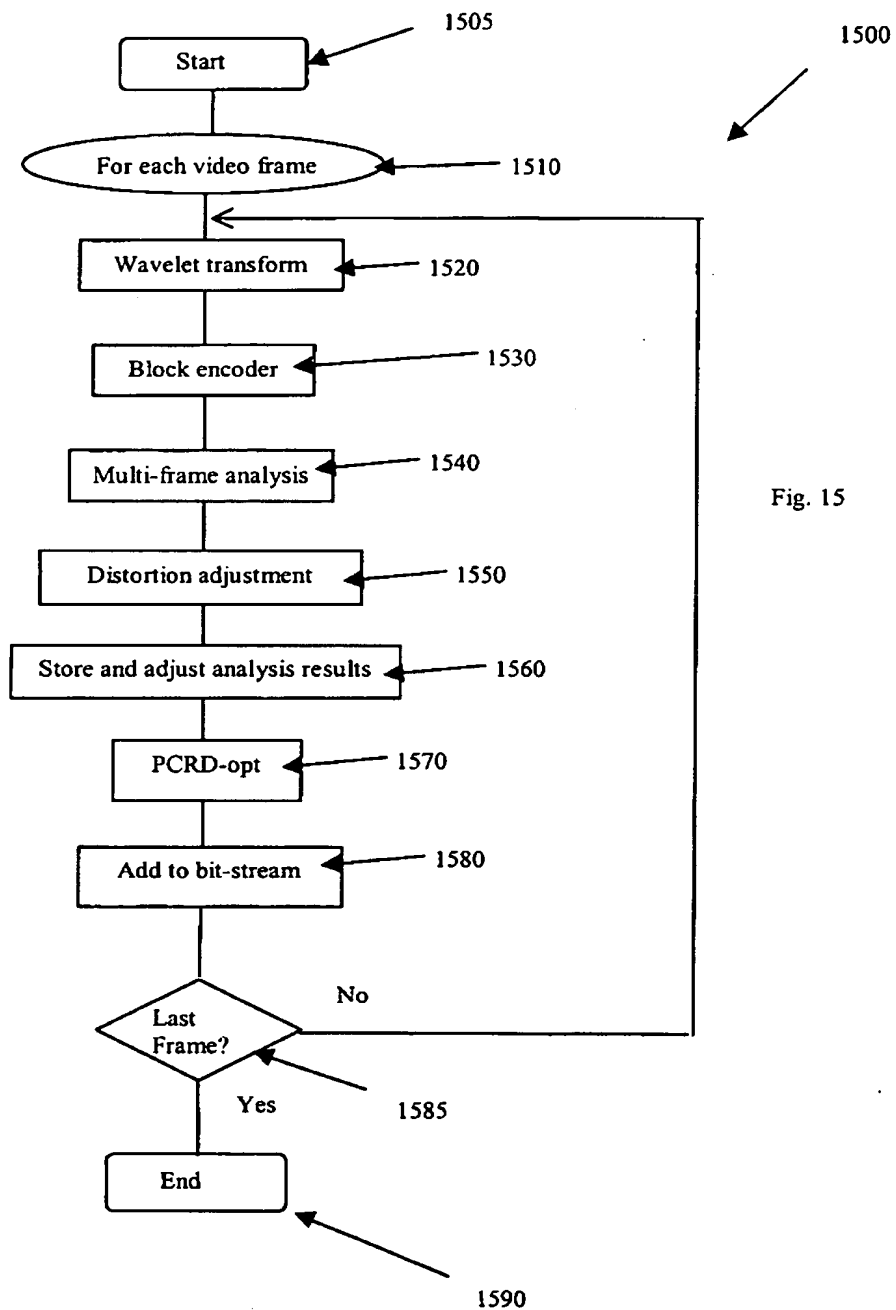 1505
1500
Start
For each video frame
1510
Wavelet transform
1520
Block encoder
1530
Multi-frame analysis
1540
Fig. 15
Distortion adjustment
1550
Store and adjust analysis results
1560
PCRD-opt
1570
Add to bit-stream
1580
No
Last
Frame?
Yes
1585
End
1590